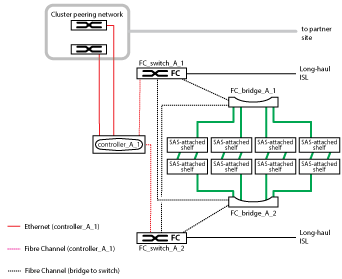 Cluster peering network
to partner
site
FC_switch_A_1
FC
Long-haul
ISL
FC_bridge_A_1
controller_A_1
SAS-attached
shelf
SAS-attached
shelf
SAS-attached
shelf
SAS-attached
shelf
SAS-attached
shelf
SAS-attached
shelf
SAS-attached
shelf
SAS-attached
shelf
FC_bridge_A_2
Ethernet (controller_A_1)
FC
Long-haul
ISL
FC_switch_A_2
Fibre Channel (controller_A_1)
Fibre Channel (bridge to switch)